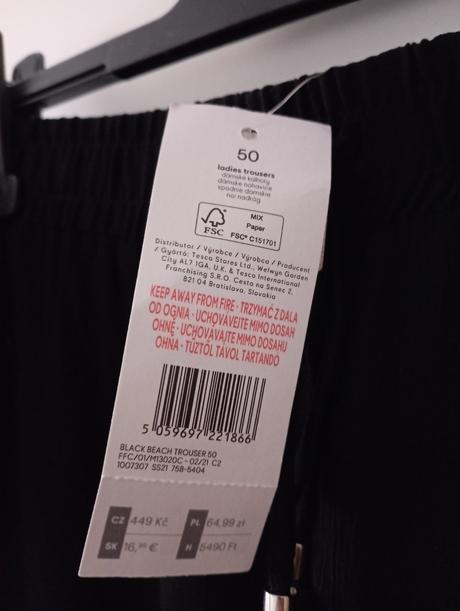 50
ladies trousers
dámske kalhoty
dámske nohavice
spodnie damskie
női nadrág
FSC
MIX
Paper
FSC® C151701
Distributor / Výrobce / Výrobca / Producent
/ Gyártó: Tesco Stores Ltd., Welwyn Garden
City AL7 1GA, U.K. & Tesco International
Franchising S.R.O. Cesta na Senec 2,
821 04 Bratislava, Slovakia
KEEP AWAY FROM FIRE · TRZYMAĆ Z DALA
OD OGNIA · UCHOVÁVEJTE MIMO DOSAH
OHNĚ · UCHOVÁVAJTE MIMO DOSAHU
OHŇA · TŰZTŐL TÁVOL TARTANDÓ
5 059697 221866
BLACK BEACH TROUSER 50
FFC/01/M13020C - 02/21 C2
1007307 SS21 758-5404
CZ 449 Kč
PL 64,99 zł
SK 16,99 €
H 5490 Ft